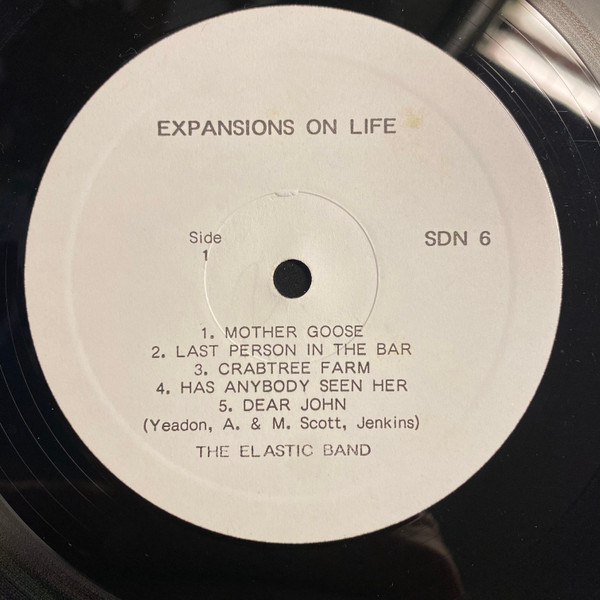 EXPANSIONS ON LIFE
Side
1
SDN 6
1. MOTHER GOOSE
2. LAST PERSON IN THE BAR
3. CRABTREE FARM
4. HAS ANYBODY SEEN HER
5. DEAR JOHN
(Yeadon, A. & M. Scott, Jenkins)
THE ELASTIC BAND